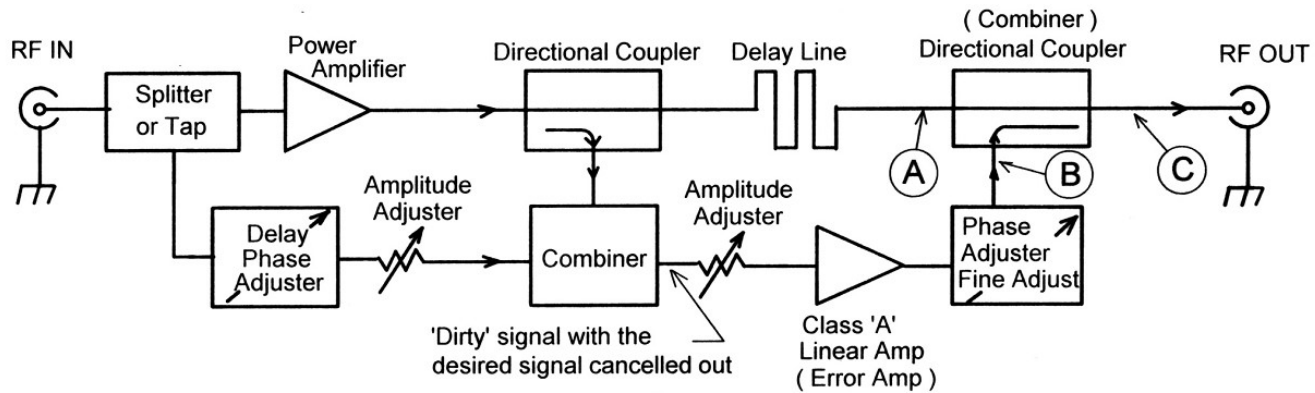 RF IN
Splitter
or Tap
Power
Amplifier
Directional Coupler
Delay Line
( Combiner )
Directional Coupler
RF OUT
A
B
C
Delay
Phase
Adjuster
Amplitude
Adjuster
Combiner
Amplitude
Adjuster
Phase
Adjuster
Fine Adjust
'Dirty' signal with the
desired signal cancelled out
Class 'A'
Linear Amp
( Error Amp )